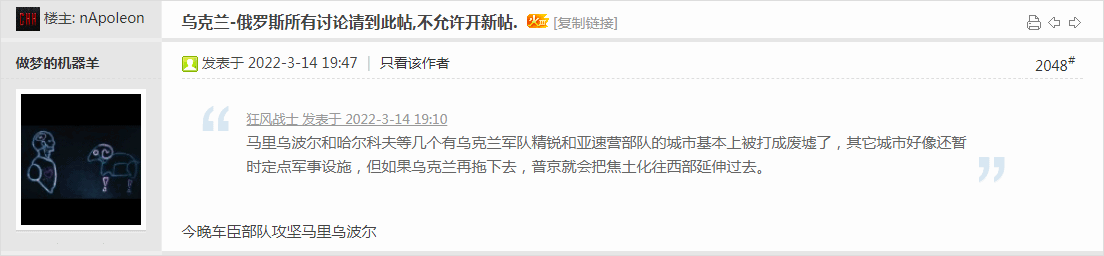 楼主: nApoleon
乌克兰-俄罗斯所有讨论请到此帖,不允许开新帖. 火 [复制链接]
做梦的机器羊
发表于 2022-3-14 19:47 | 只看该作者
2048#
狂风战士 发表于 2022-3-14 19:10
马里乌波尔和哈尔科夫等几个有乌克兰军队精锐和亚速营部队的城市基本上被打成废墟了，其它城市好像还暂
时定点军事设施，但如果乌克兰再拖下去，普京就会把焦土化往西部延伸过去。
今晚车臣部队攻坚马里乌波尔